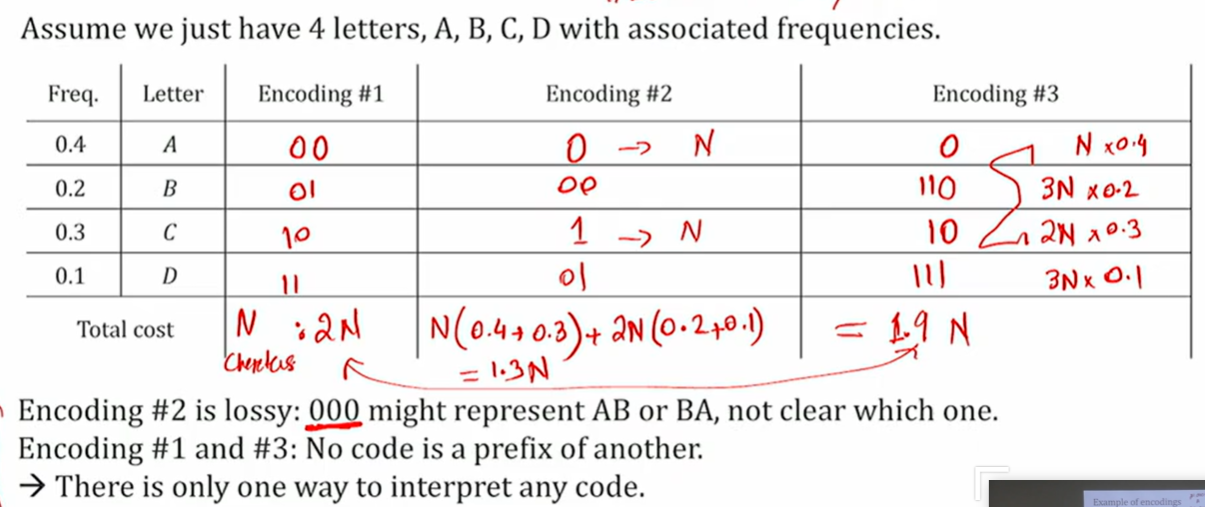 Assume we just have 4 letters, A, B, C, D with associated frequencies.
Freq. Letter Encoding #1 Encoding #2 Encoding #3
0.4 A 00 0 → N 0 N x0.4
0.2 B 01 00 110 3N x0.2
0.3 C 10 1 → N 10 2N x0.3
0.1 D 11 01 111 3N x 0.1
Total cost N : 2N N(0.4+0.3)+ 2N(0.2+0.1) = 1.9 N
= 1.3N
Encoding #2 is lossy: 000 might represent AB or BA, not clear which one.
Encoding #1 and #3: No code is a prefix of another.
→ There is only one way to interpret any code.
Example of encodings